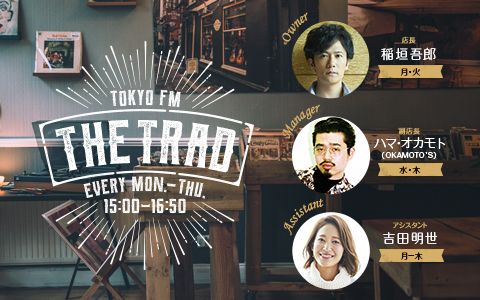 TOKYO FM
THE TRAD
EVERY MON.–THU.
15:00–16:50
Owner
店長
稲垣吾郎
月・火
Manager
副店長
ハマ・オカモト
(OKAMOTO'S)
水・木
Assistant
アシスタント
吉田明世
月ー木